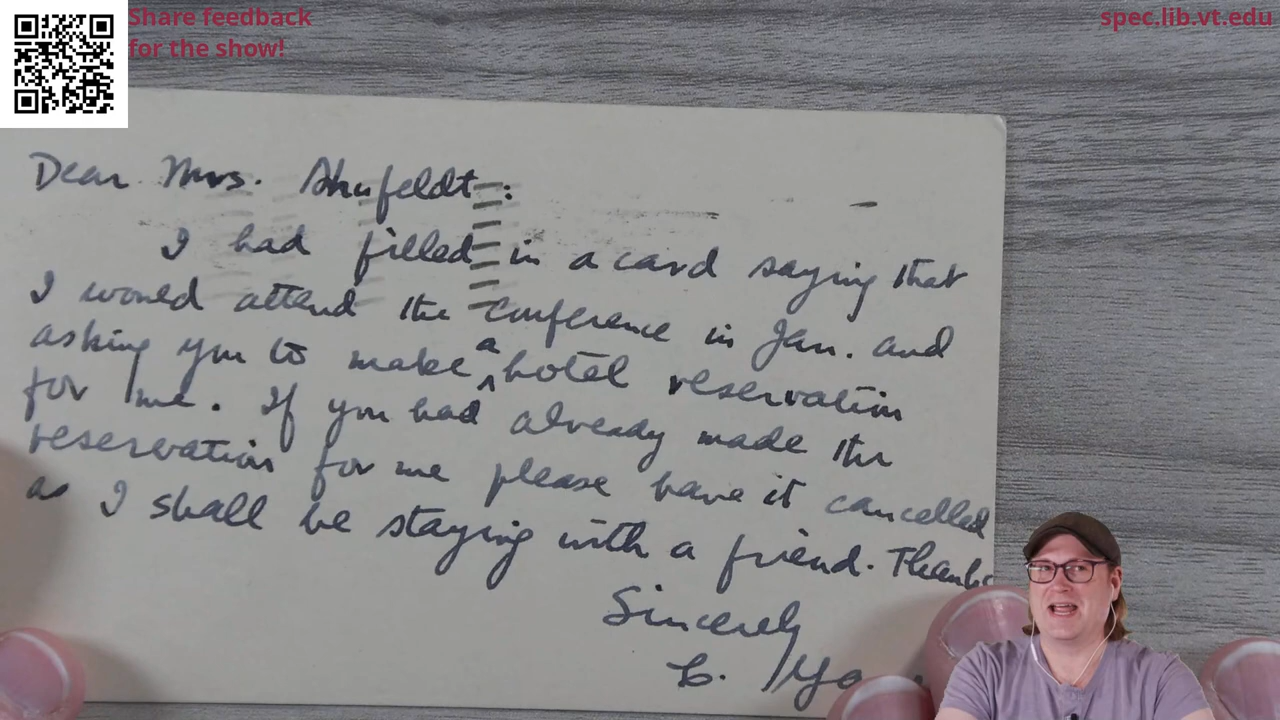 Share feedback
for the show!
spec.lib.vt.edu
Dear Mrs. Shufeldt:
I had filled in a card saying that
I would attend the conference in Jan. and
asking you to make a hotel reservation
for me. If you had already made the
reservation for me please have it cancelled
as I shall be staying with a friend. Thanks
Sincerely